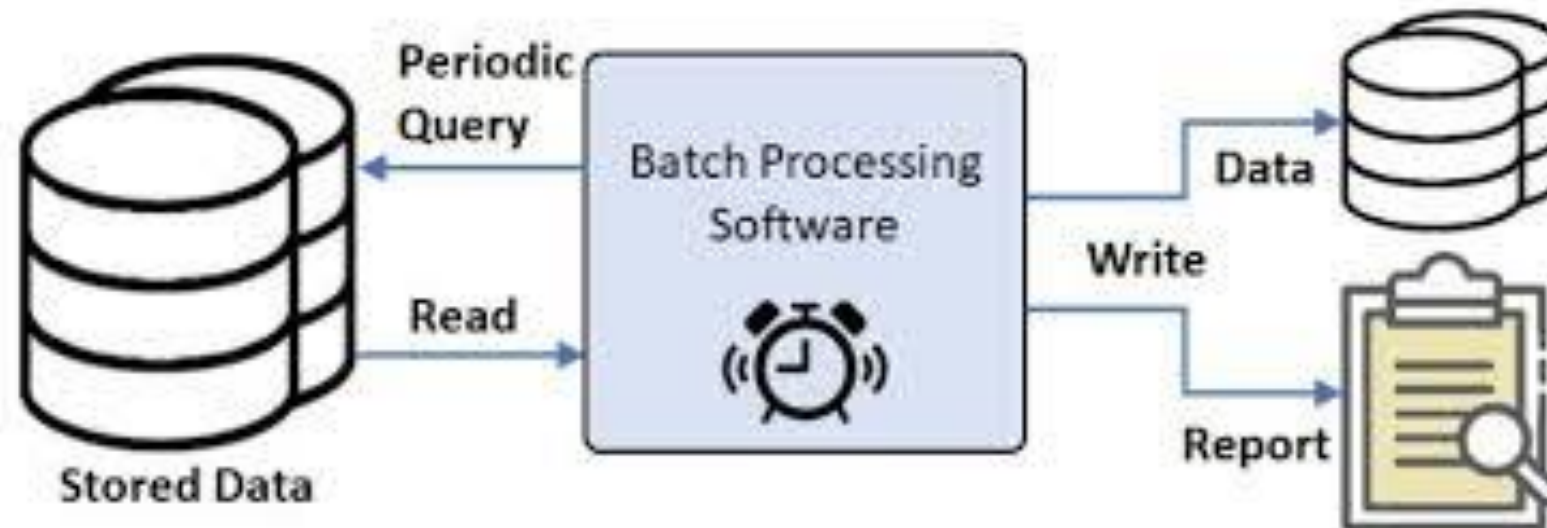 Periodic
Query
Batch Processing
Software
Data
Write
Read
Report
Stored Data